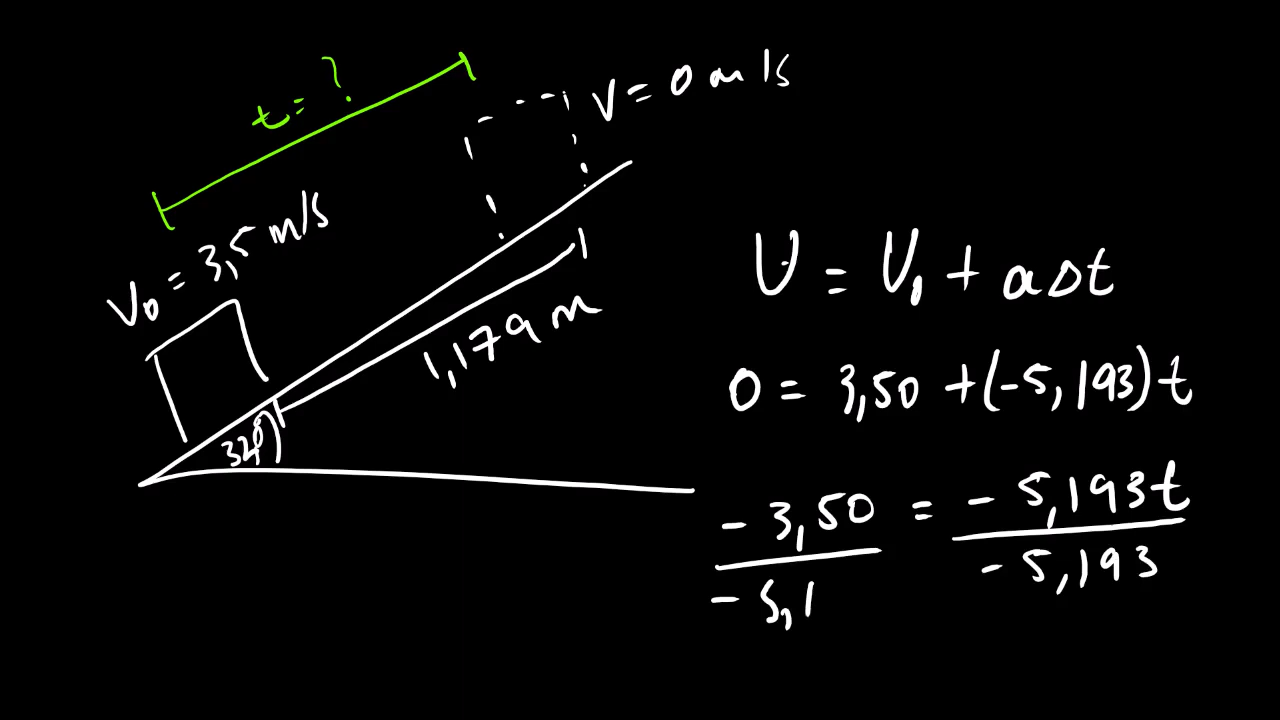 t = ?
V = 0 m/s
V₀ = 3,5 m/s
1,179 m
32°
V = V₀ + aΔt
0 = 3,50 + (-5,193)t
-3,50 = -5,193t
-5,1 -5,193